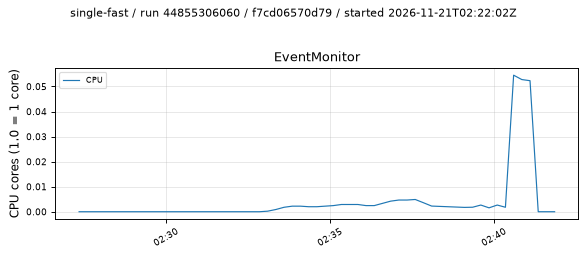 single-fast / run 44855306060 / f7cd06570d79 / started 2026-11-21T02:22:02Z
EventMonitor
CPU
CPU cores (1.0 = 1 core)
0.05
0.04
0.03
0.02
0.01
0.00
02:30
02:35
02:40